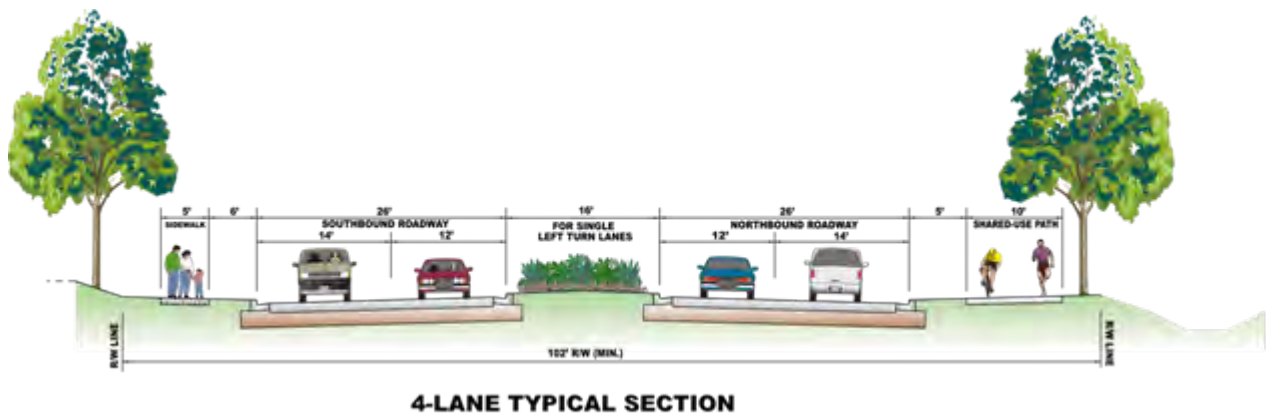 5' 6' 26' 16' 26' 5' 10'
SIDEWALK SOUTHBOUND ROADWAY FOR SINGLE NORTHBOUND ROADWAY SHARED-USE PATH
14' 12' LEFT TURN LANES 12' 14'
R/W LINE 102' R/W (MIN.) R/W LINE
4-LANE TYPICAL SECTION